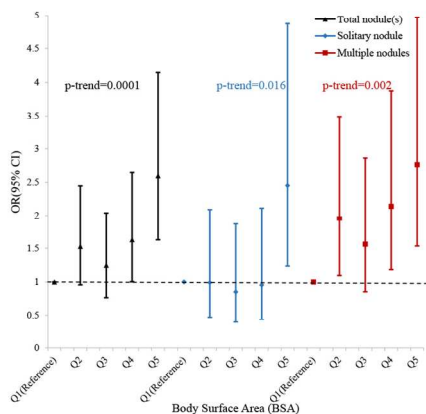 Total nodule(s)
Solitary nodule
Multiple nodules
p-trend=0.0001
p-trend=0.016
p-trend=0.002
OR(95% CI)
5
4.5
4
3.5
3
2.5
2
1.5
1
0.5
0
Q1(Reference)
Q2
Q3
Q4
Q5
Q1(Reference)
Q2
Q3
Q4
Q5
Q1(Reference)
Q2
Q3
Q4
Q5
Body Surface Area (BSA)